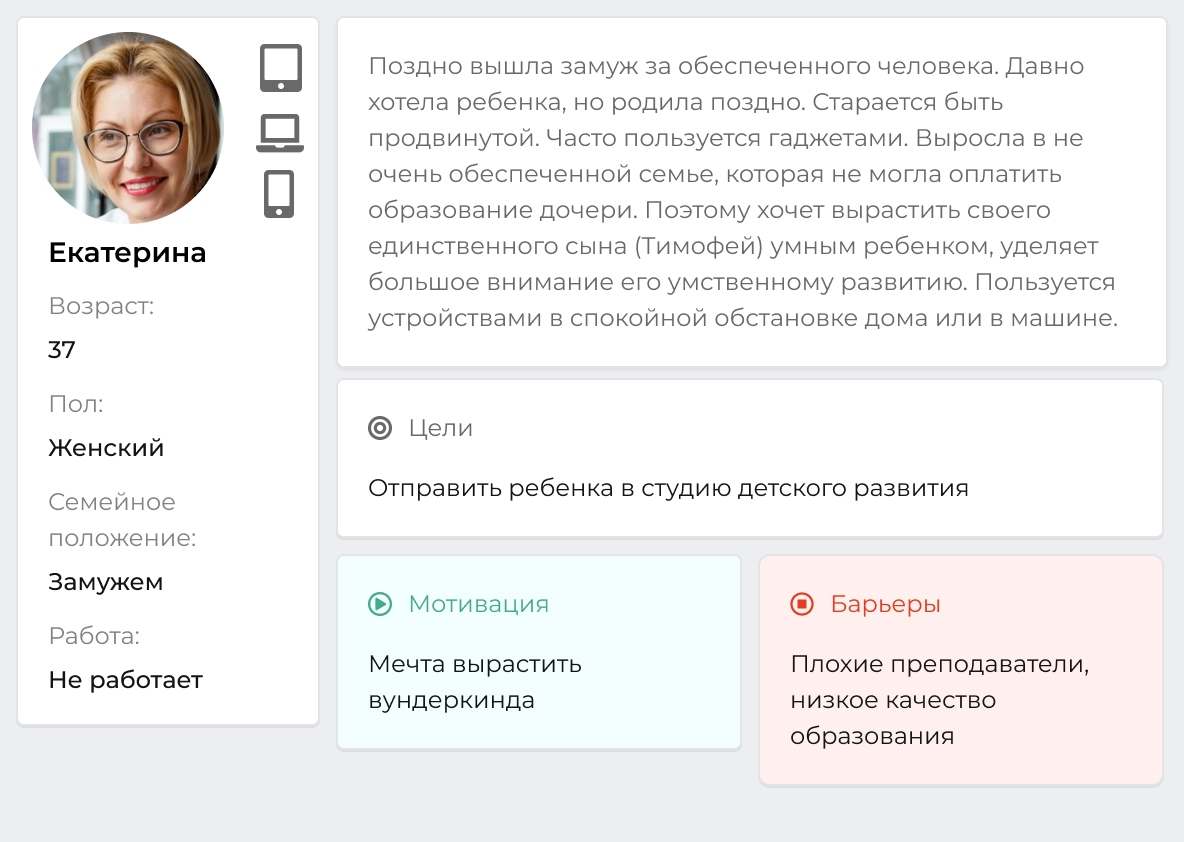 Екатерина
Возраст:
37
Пол:
Женский
Семейное
положение:
Замужем
Работа:
Не работает
Поздно вышла замуж за обеспеченного человека. Давно
хотела ребенка, но родила поздно. Старается быть
продвинутой. Часто пользуется гаджетами. Выросла в не
очень обеспеченной семье, которая не могла оплатить
образование дочери. Поэтому хочет вырастить своего
единственного сына (Тимофей) умным ребенком, уделяет
большое внимание его умственному развитию. Пользуется
устройствами в спокойной обстановке дома или в машине.
Цели
Отправить ребенка в студию детского развития
Мотивация
Мечта вырастить
вундеркинда
Барьеры
Плохие преподаватели,
низкое качество
образования